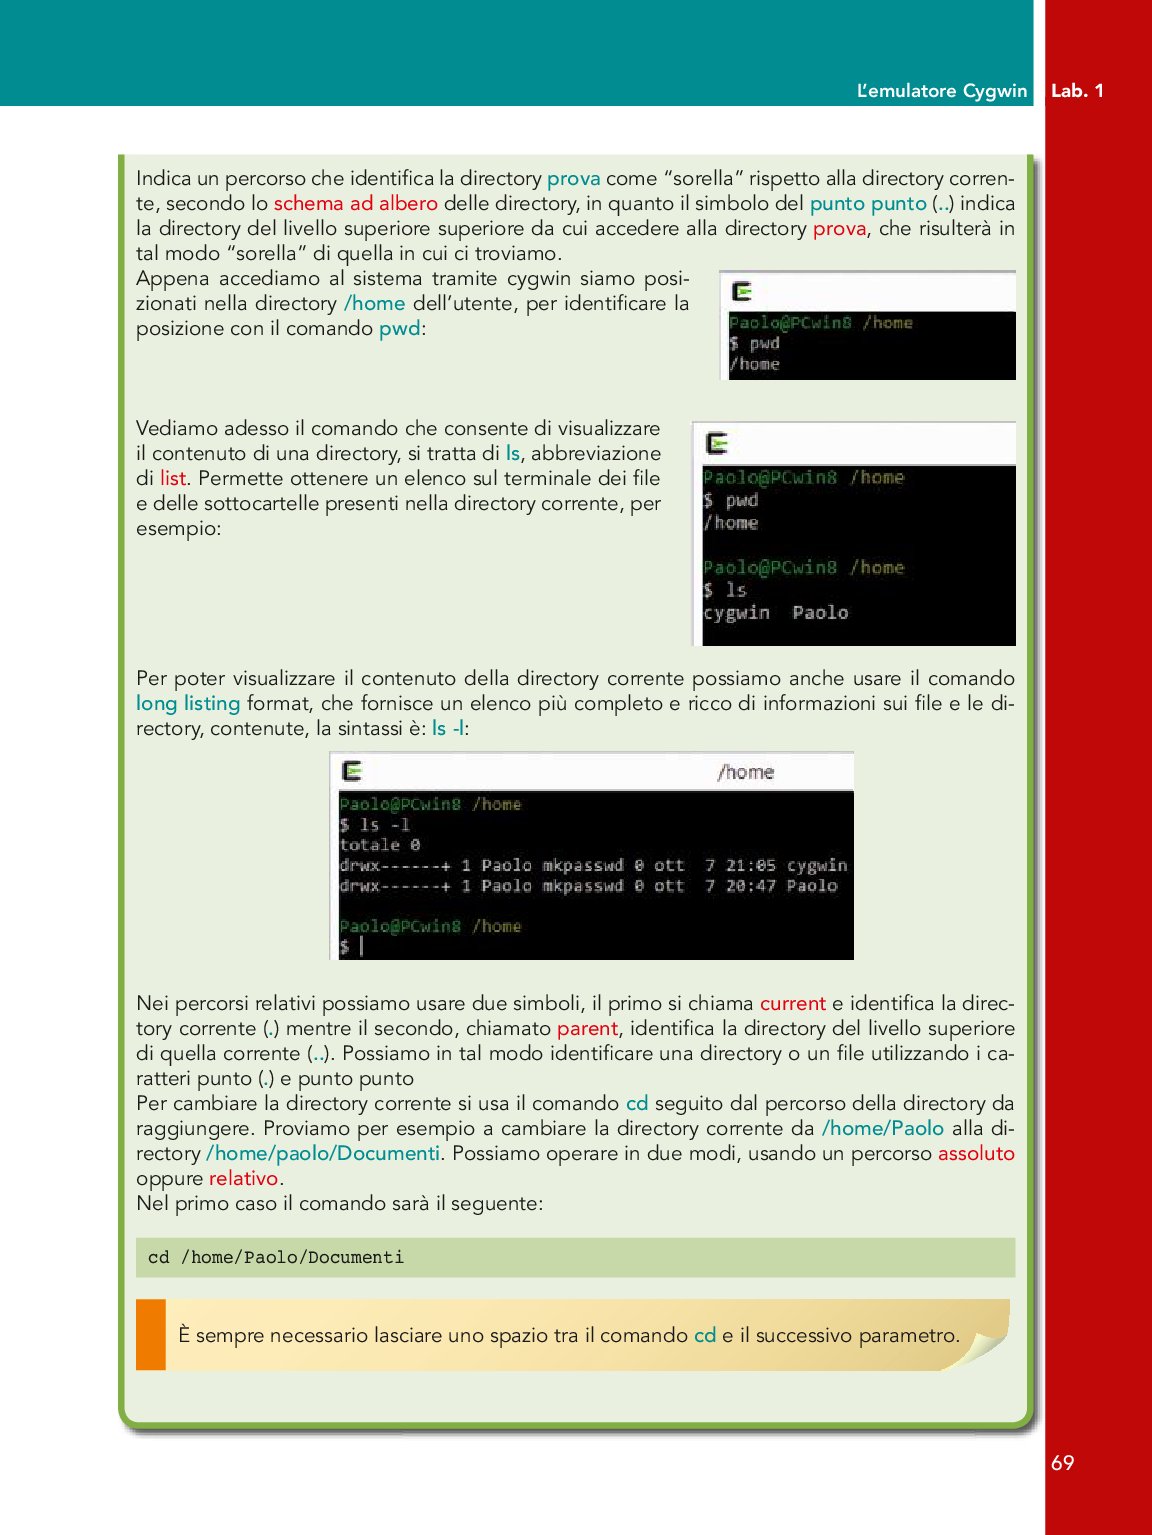 L'emulatore Cygwin Lab. 1
Indica un percorso che identifica la directory prova come “sorella” rispetto alla directory corren-
te, secondo lo schema ad albero delle directory, in quanto il simbolo del punto punto (..) indica
la directory del livello superiore superiore da cui accedere alla directory prova, che risulterà in
tal modo “sorella” di quella in cui ci troviamo.
Appena accediamo al sistema tramite cygwin siamo posi-
zionati nella directory /home dell’utente, per identificare la
posizione con il comando pwd:
Paolo@PCwin8 /home
$ pwd
/home
Vediamo adesso il comando che consente di visualizzare
il contenuto di una directory, si tratta di ls, abbreviazione
di list. Permette ottenere un elenco sul terminale dei file
e delle sottocartelle presenti nella directory corrente, per
esempio:
Paolo@PCwin8 /home
$ pwd
/home
Paolo@PCwin8 /home
$ ls
cygwin Paolo
Per poter visualizzare il contenuto della directory corrente possiamo anche usare il comando
long listing format, che fornisce un elenco più completo e ricco di informazioni sui file e le di-
rectory, contenute, la sintassi è: ls -l:
/home
Paolo@PCwin8 /home
$ ls -l
totale 0
drwx------+ 1 Paolo mkpasswd 0 ott 7 21:05 cygwin
drwx------+ 1 Paolo mkpasswd 0 ott 7 20:47 Paolo
Paolo@PCwin8 /home
$
Nei percorsi relativi possiamo usare due simboli, il primo si chiama current e identifica la direc-
tory corrente (.) mentre il secondo, chiamato parent, identifica la directory del livello superiore
di quella corrente (..). Possiamo in tal modo identificare una directory o un file utilizzando i ca-
ratteri punto (.) e punto punto
Per cambiare la directory corrente si usa il comando cd seguito dal percorso della directory da
raggiungere. Proviamo per esempio a cambiare la directory corrente da /home/Paolo alla di-
rectory /home/paolo/Documenti. Possiamo operare in due modi, usando un percorso assoluto
oppure relativo.
Nel primo caso il comando sarà il seguente:
cd /home/Paolo/Documenti
È sempre necessario lasciare uno spazio tra il comando cd e il successivo parametro.
69